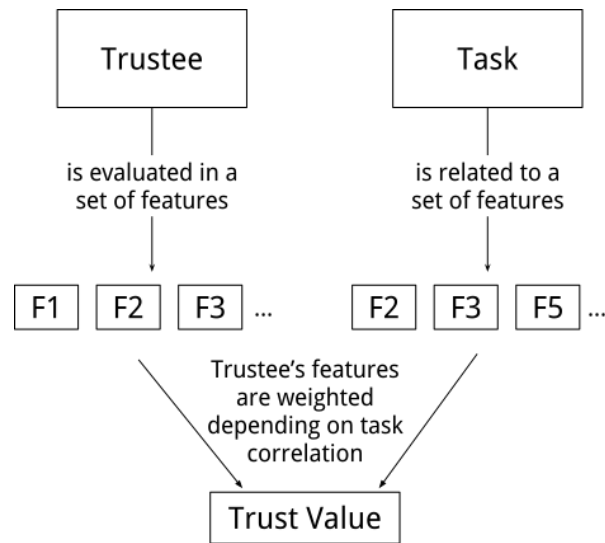 Trustee
Task
is evaluated in a
set of features
is related to a
set of features
F1 F2 F3 ...
F2 F3 F5 ...
Trustee’s features
are weighted
depending on task
correlation
Trust Value